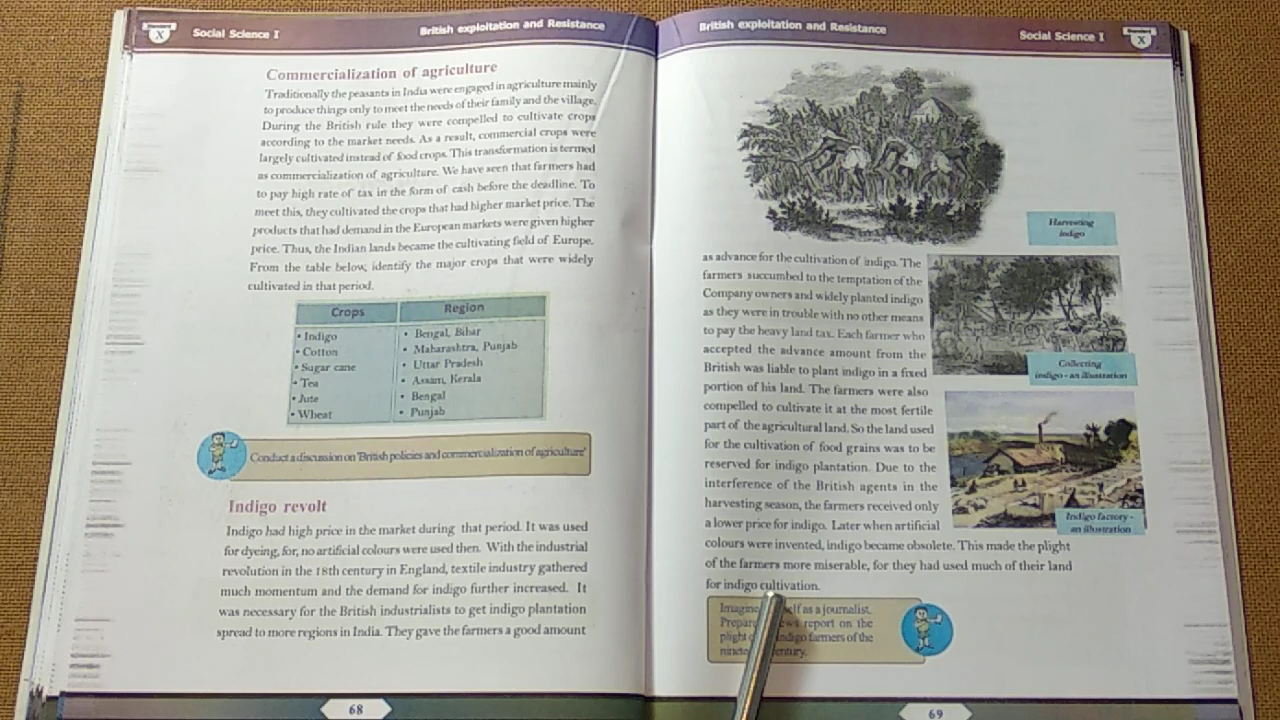 Social Science I
British exploitation and Resistance
Commercialization of agriculture
Traditionally the peasants in India were engaged in agriculture mainly
to produce things only to meet the needs of their family and the village.
During the British rule they were compelled to cultivate crops
according to the market needs. As a result, commercial crops were
largely cultivated instead of food crops. This transformation is termed
as commercialization of agriculture. We have seen that farmers had
to pay high rate of tax in the form of cash before the deadline. To
meet this, they cultivated the crops that had higher market price. The
products that had demand in the European markets were given higher
price. Thus, the Indian lands became the cultivating field of Europe.
From the table below, identify the major crops that were widely
cultivated in that period.
Crops Region
• Indigo • Bengal, Bihar
• Cotton • Maharashtra, Punjab
• Sugar cane • Uttar Pradesh
• Tea • Assam, Kerala
• Jute • Bengal
• Wheat • Punjab
Conduct a discussion on 'British policies and commercialization of agriculture'
Indigo revolt
Indigo had high price in the market during that period. It was used
for dyeing, for, no artificial colours were used then. With the industrial
revolution in the 18th century in England, textile industry gathered
much momentum and the demand for indigo further increased. It
was necessary for the British industrialists to get indigo plantation
spread to more regions in India. They gave the farmers a good amount
68
British exploitation and Resistance
Social Science I
X
Harvesting
indigo
as advance for the cultivation of indigo. The
farmers succumbed to the temptation of the
Company owners and widely planted indigo
as they were in trouble with no other means
to pay the heavy land tax. Each farmer who
accepted the advance amount from the
British was liable to plant indigo in a fixed
portion of his land. The farmers were also
compelled to cultivate it at the most fertile
part of the agricultural land. So the land used
for the cultivation of food grains was to be
reserved for indigo plantation. Due to the
interference of the British agents in the
harvesting season, the farmers received only
a lower price for indigo. Later when artificial
colours were invented, indigo became obsolete. This made the plight
of the farmers more miserable, for they had used much of their land
for indigo cultivation.
Collecting
indigo - an illustration
Indigo factory -
an illustration
Imagine as a journalist.
report on the
plight indigo farmers of the
69